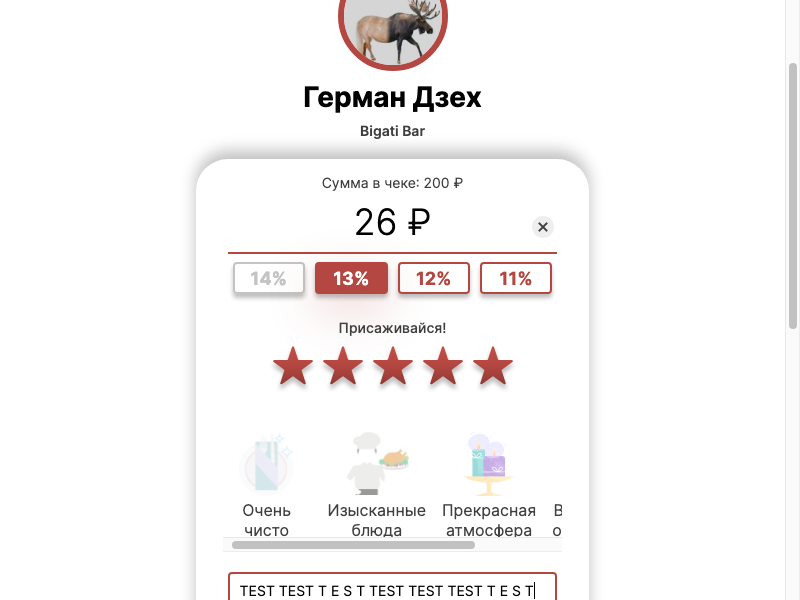 Герман Дзех
Bigati Bar
Сумма в чеке: 200 ₽
26 ₽
14% 13% 12% 11%
Присаживайся!
Очень Изысканные Прекрасная В
чисто блюда атмосфера о
TEST TEST T E S T TEST TEST TEST T E S T